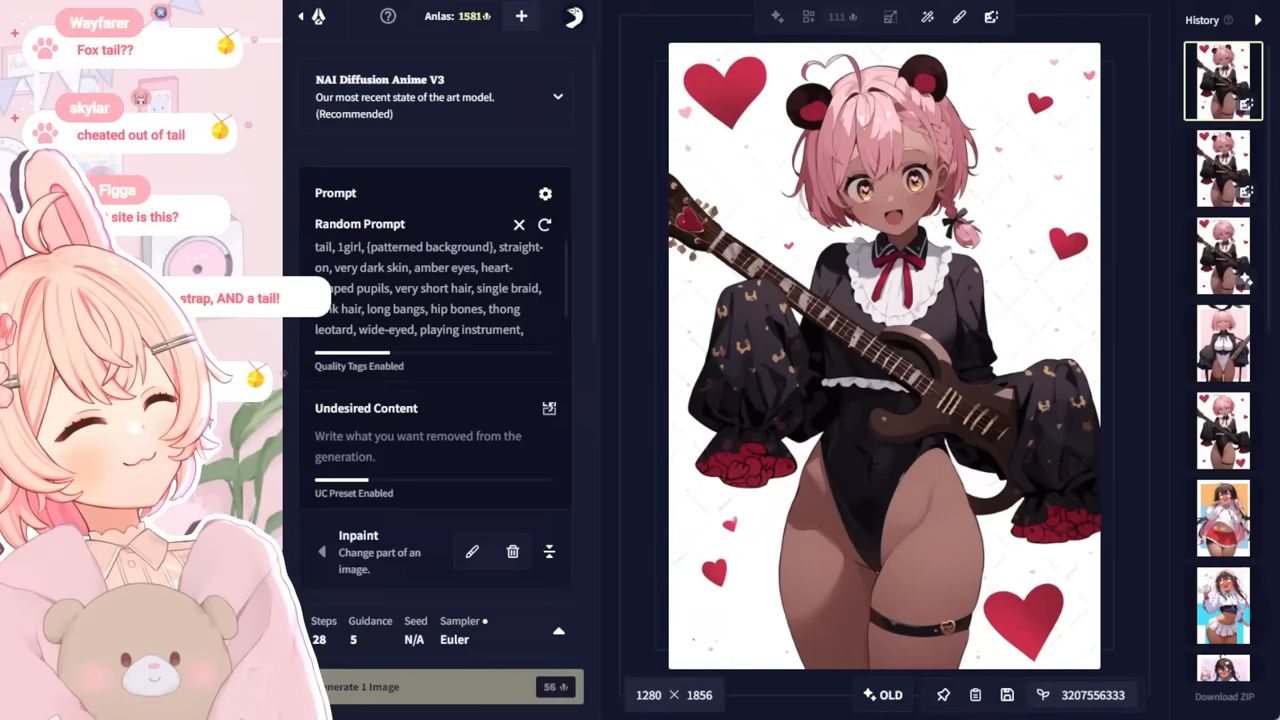 Wayfarer
Fox tail??
skylar
cheated out of tail
Figga
site is this?
strap, AND a tail!
Anlas: 1581
NAI Diffusion Anime V3
Our most recent state of the art model.
(Recommended)
Prompt
Random Prompt
tail, 1girl, {patterned background}, straight-
on, very dark skin, amber eyes, heart-
aped pupils, very short hair, single braid,
nk hair, long bangs, hip bones, thong
leotard, wide-eyed, playing instrument,
Quality Tags Enabled
Undesired Content
Write what you want removed from the
generation.
UC Preset Enabled
Inpaint
Change part of an
image.
Steps Guidance Seed Sampler
28 5 N/A Euler
enerate 1 Image 56
111
1280 × 1856
OLD
3207556333
History
Download ZIP